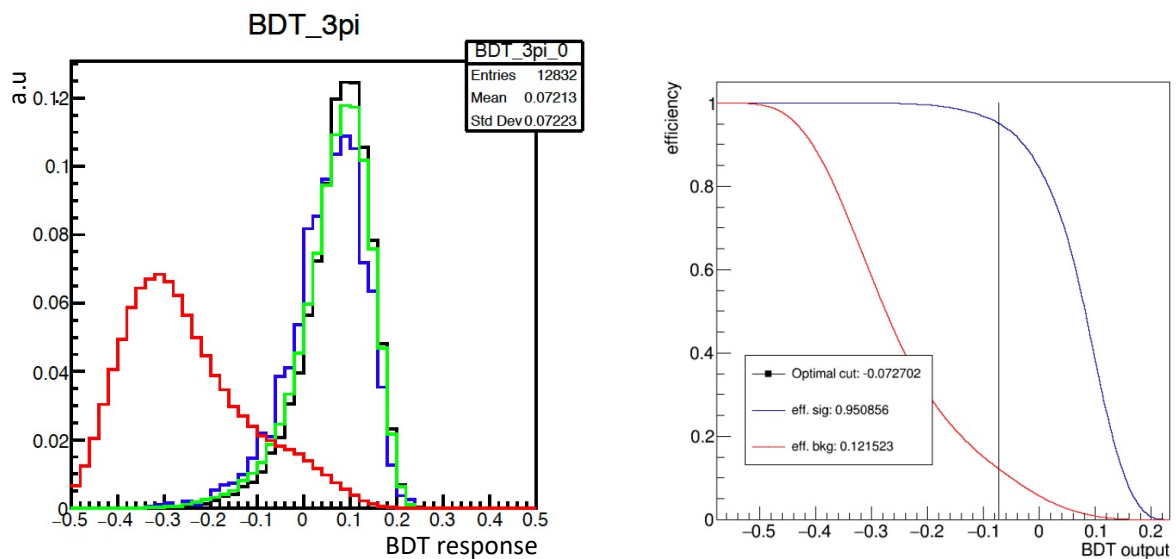 BDT_3pi
BDT_3pi_0
Entries 12832
Mean 0.07213
Std Dev 0.07223
a.u
0.12
0.1
0.08
0.06
0.04
0.02
0
−0.5 −0.4 −0.3 −0.2 −0.1 0 0.1 0.2 0.3 0.4 0.5
BDT response
efficiency
1
0.8
0.6
0.4
0.2
0
Optimal cut: -0.072702
eff. sig: 0.950856
eff. bkg: 0.121523
−0.5 −0.4 −0.3 −0.2 −0.1 0 0.1 0.2
BDT output